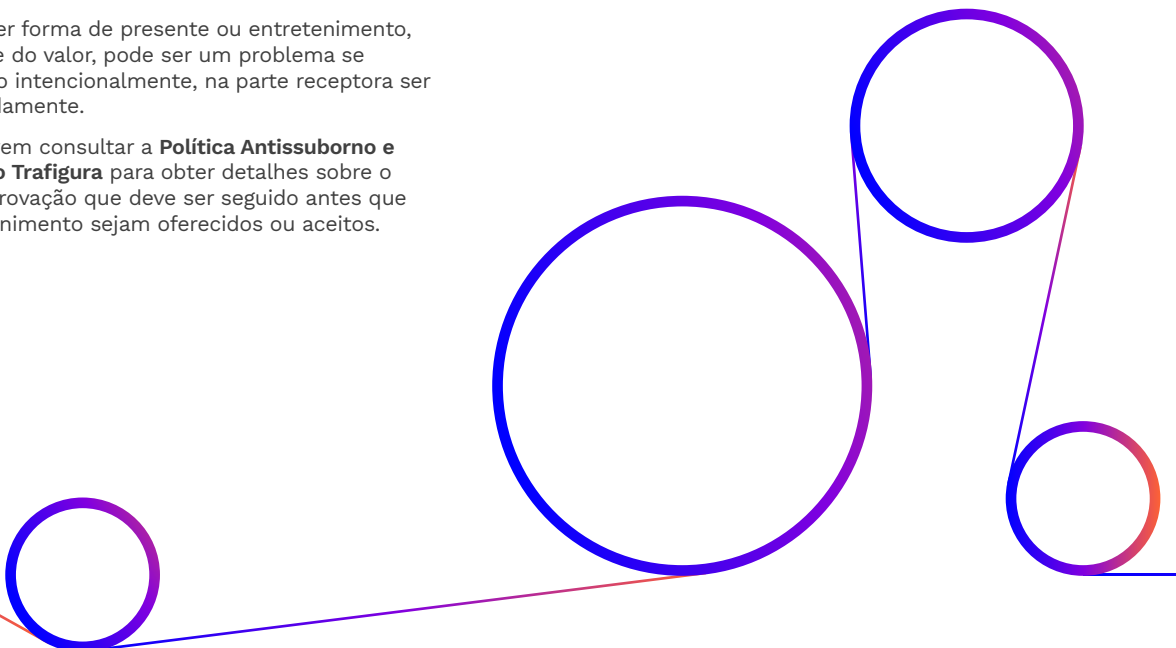 er forma de presente ou entretenimento,
e do valor, pode ser um problema se
o intencionalmente, na parte receptora ser
damente.
em consultar a Política Antissuborno e
o Trafigura para obter detalhes sobre o
rovação que deve ser seguido antes que
nimento sejam oferecidos ou aceitos.